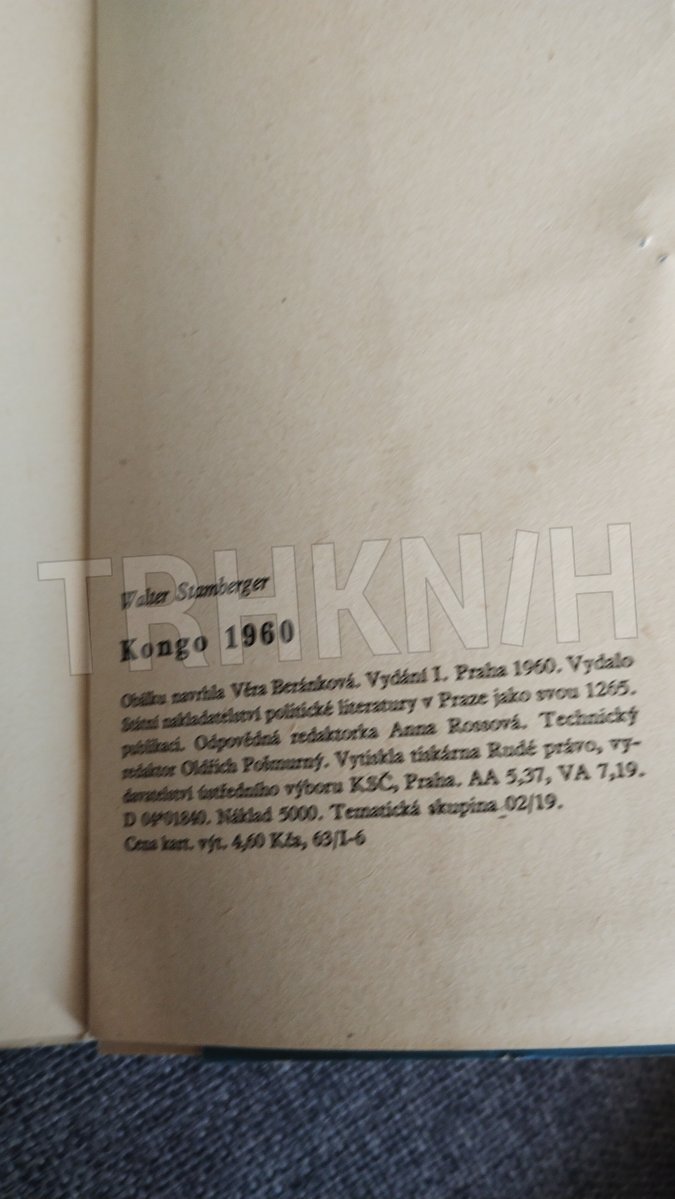 Walter Stamberger
Kongo 1960
Obálku navrhla Věra Beránková. Vydání I. Praha 1960. Vydalo
Státní nakladatelství politické literatury v Praze jako svou 1265.
publikaci. Odpovědná redaktorka Anna Rossová. Technický
redaktor Oldřich Pošmurný. Vytiskla tiskárna Rudé právo, vy-
davatelství ústředního výboru KSČ, Praha. AA 5,37, VA 7,19.
D 04*01840. Náklad 5000. Tematická skupina 02/19.
Cena kart. výt. 4,60 Kčs, 63/I-6
TRHKNIH